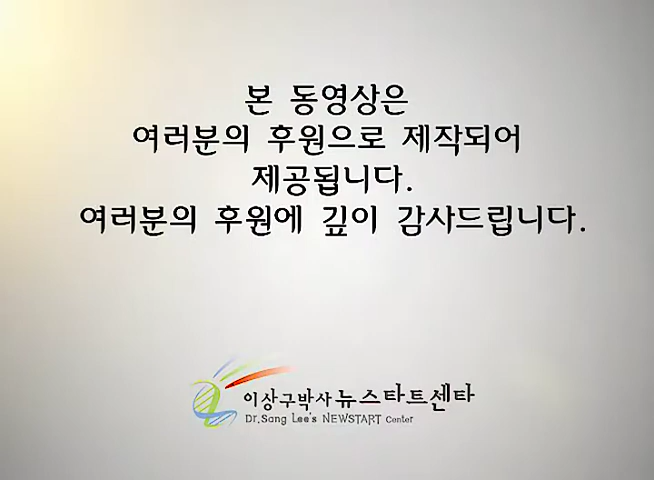 본 동영상은
여러분의 후원으로 제작되어
제공됩니다.
여러분의 후원에 깊이 감사드립니다.
이상구박사 뉴스타트센타
Dr.Sang Lee's NEWSTART Center